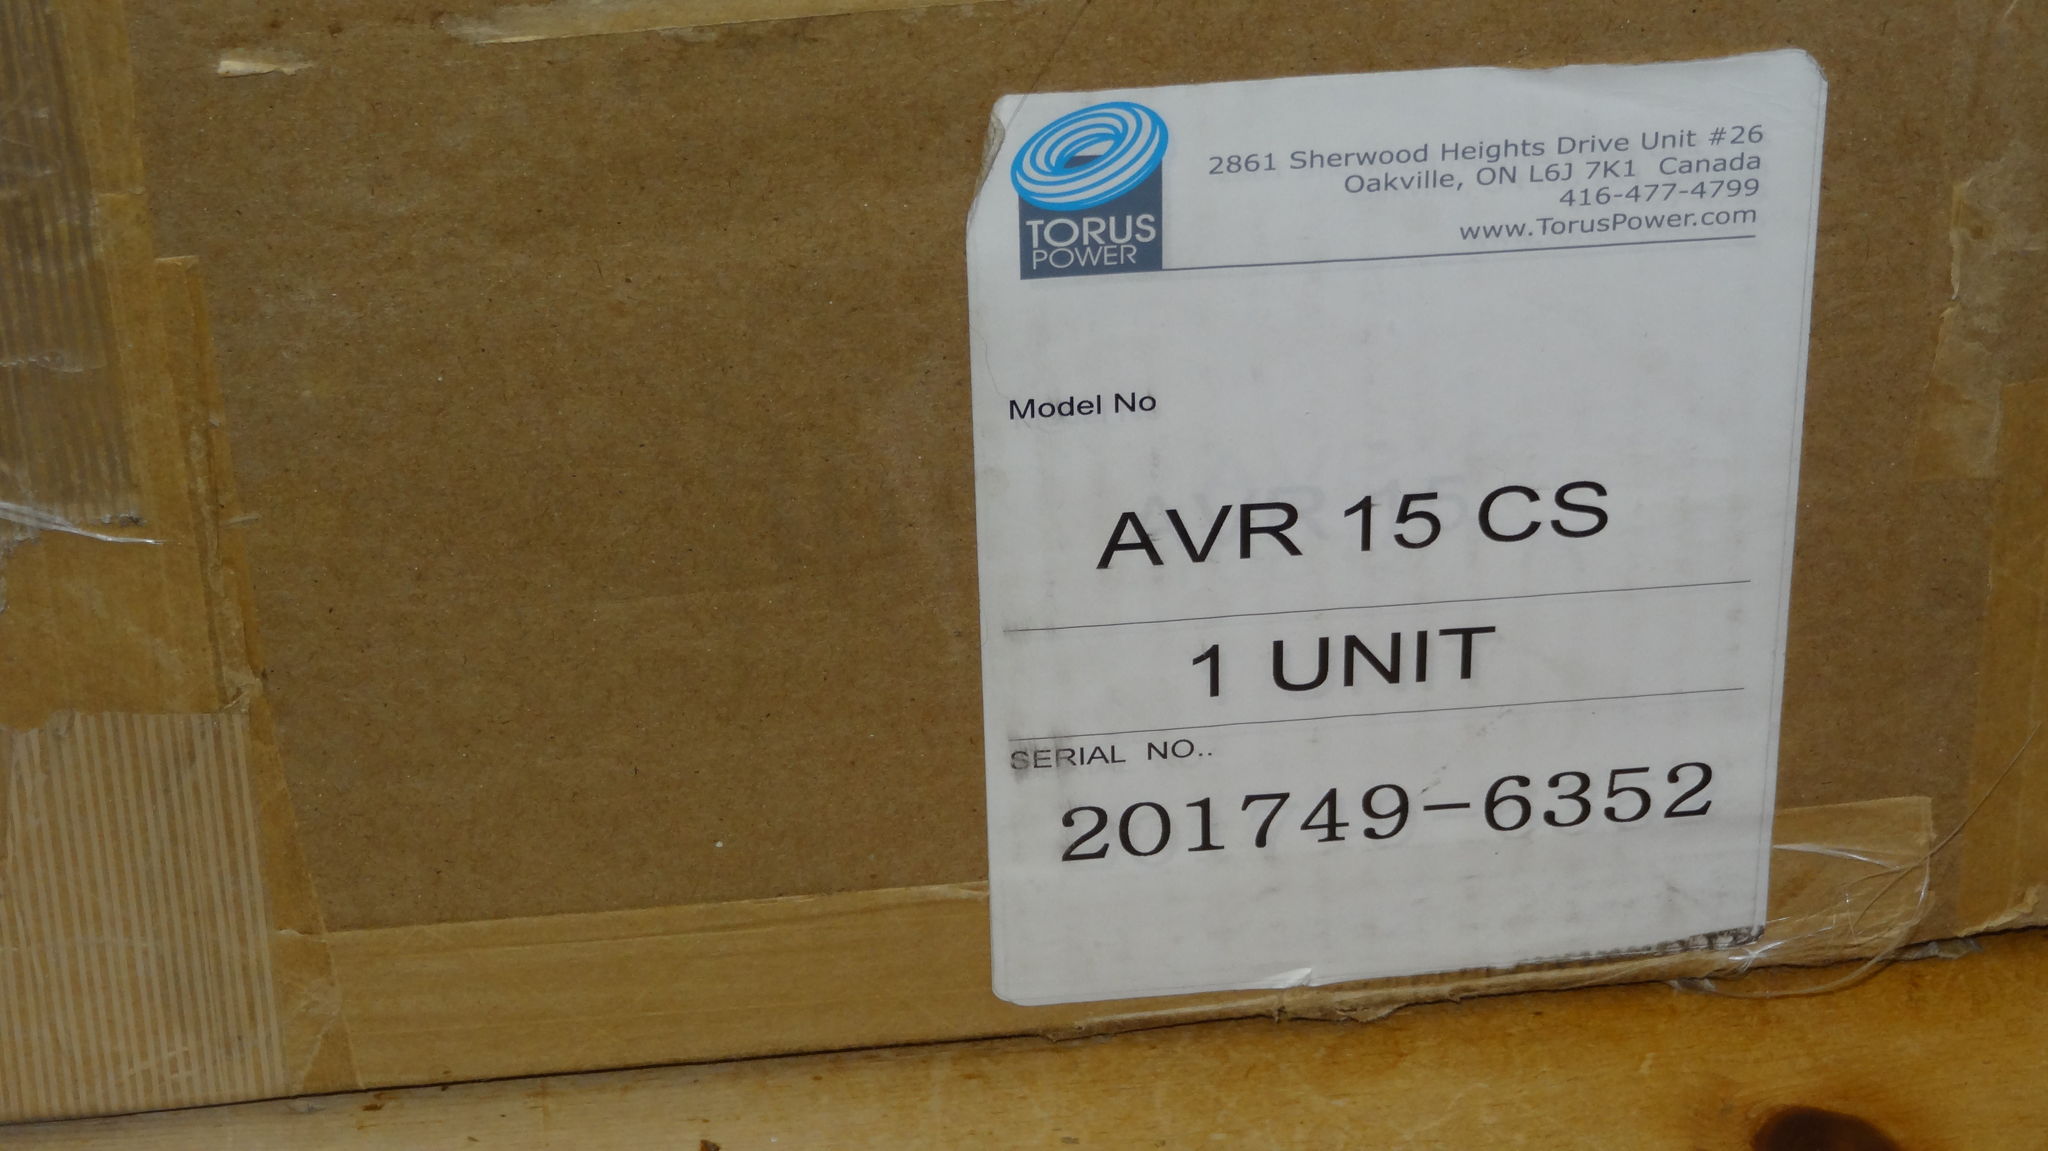 TORUS
POWER
2861 Sherwood Heights Drive Unit #26
Oakville, ON L6J 7K1 Canada
416-477-4799
www.TorusPower.com
Model No
AVR 15 CS
1 UNIT
SERIAL NO..
201749-6352